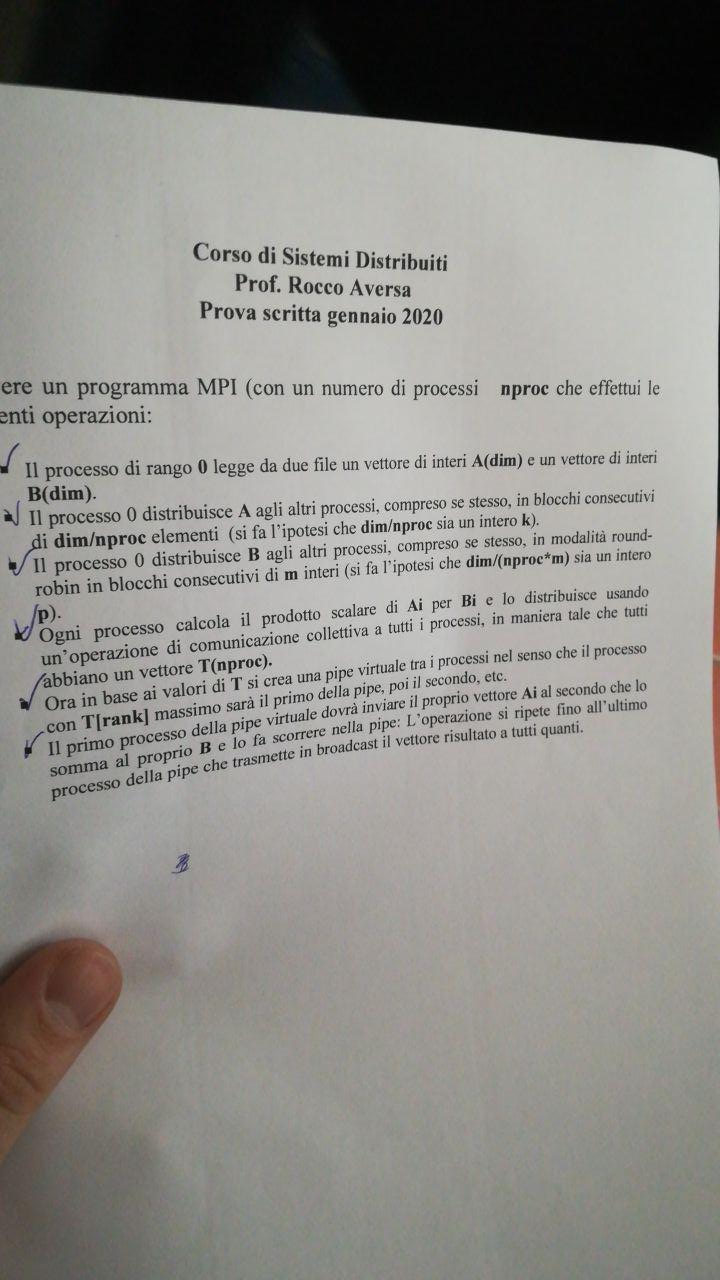 Corso di Sistemi Distribuiti
Prof. Rocco Aversa
Prova scritta gennaio 2020
ere un programma MPI (con un numero di processi nproc che effettui le
enti operazioni:
Il processo di rango 0 legge da due file un vettore di interi A(dim) e un vettore di interi
B(dim).
Il processo 0 distribuisce A agli altri processi, compreso se stesso, in blocchi consecutivi
di dim/nproc elementi (si fa l'ipotesi che dim/nproc sia un intero k).
Il processo 0 distribuisce B agli altri processi, compreso se stesso, in modalità round-
robin in blocchi consecutivi di m interi (si fa l'ipotesi che dim/(nproc*m) sia un intero
p).
Ogni processo calcola il prodotto scalare di Ai per Bi e lo distribuisce usando
un'operazione di comunicazione collettiva a tutti i processi, in maniera tale che tutti
abbiano un vettore T(nproc).
Ora in base ai valori di T si crea una pipe virtuale tra i processi nel senso che il processo
con T[rank] massimo sarà il primo della pipe, poi il secondo, etc.
Il primo processo della pipe virtuale dovrà inviare il proprio vettore Ai al secondo che lo
somma al proprio B e lo fa scorrere nella pipe: L'operazione si ripete fino all'ultimo
processo della pipe che trasmette in broadcast il vettore risultato a tutti quanti.